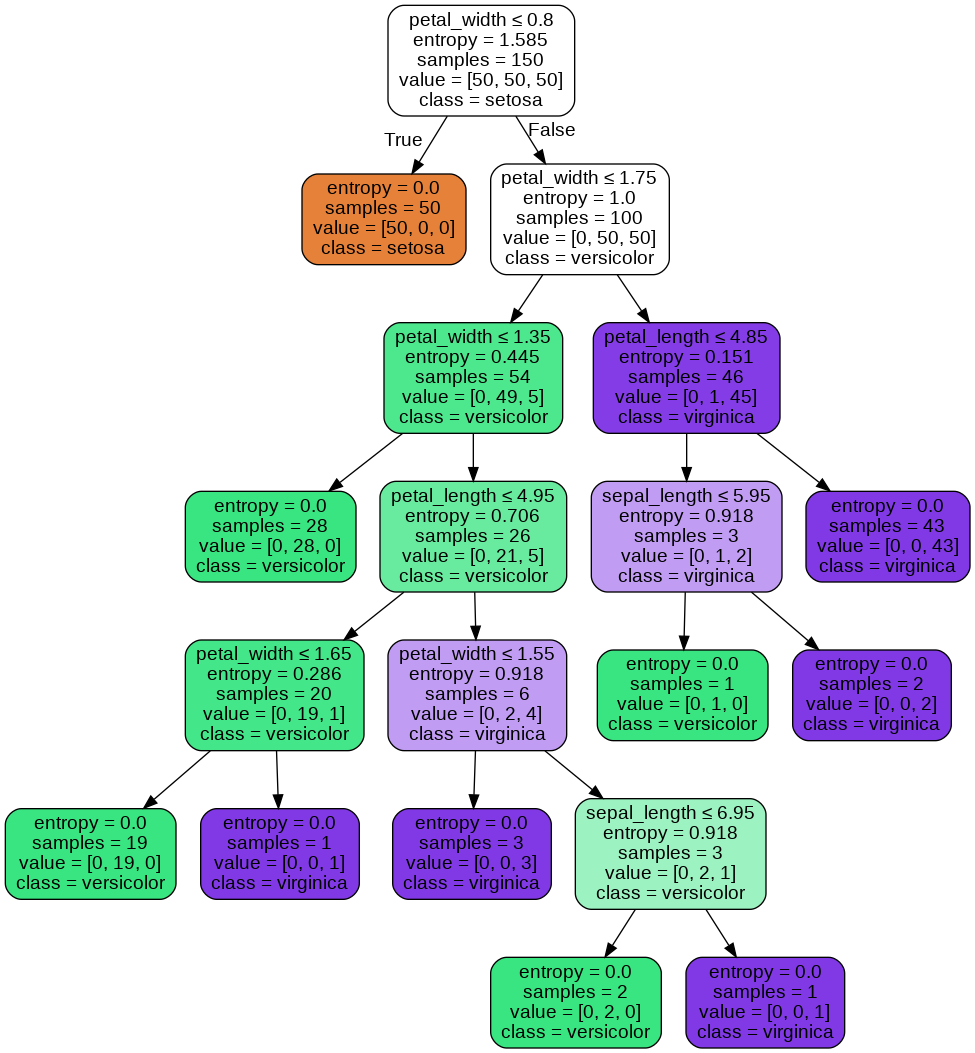 petal_width ≤ 0.8
entropy = 1.585
samples = 150
value = [50, 50, 50]
class = setosa
True
False
entropy = 0.0
samples = 50
value = [50, 0, 0]
class = setosa
petal_width ≤ 1.75
entropy = 1.0
samples = 100
value = [0, 50, 50]
class = versicolor
petal_width ≤ 1.35
entropy = 0.445
samples = 54
value = [0, 49, 5]
class = versicolor
petal_length ≤ 4.85
entropy = 0.151
samples = 46
value = [0, 1, 45]
class = virginica
entropy = 0.0
samples = 28
value = [0, 28, 0]
class = versicolor
petal_length ≤ 4.95
entropy = 0.706
samples = 26
value = [0, 21, 5]
class = versicolor
sepal_length ≤ 5.95
entropy = 0.918
samples = 3
value = [0, 1, 2]
class = virginica
entropy = 0.0
samples = 43
value = [0, 0, 43]
class = virginica
petal_width ≤ 1.65
entropy = 0.286
samples = 20
value = [0, 19, 1]
class = versicolor
petal_width ≤ 1.55
entropy = 0.918
samples = 6
value = [0, 2, 4]
class = virginica
entropy = 0.0
samples = 1
value = [0, 1, 0]
class = versicolor
entropy = 0.0
samples = 2
value = [0, 0, 2]
class = virginica
entropy = 0.0
samples = 19
value = [0, 19, 0]
class = versicolor
entropy = 0.0
samples = 1
value = [0, 0, 1]
class = virginica
entropy = 0.0
samples = 3
value = [0, 0, 3]
class = virginica
sepal_length ≤ 6.95
entropy = 0.918
samples = 3
value = [0, 2, 1]
class = versicolor
entropy = 0.0
samples = 2
value = [0, 2, 0]
class = versicolor
entropy = 0.0
samples = 1
value = [0, 0, 1]
class = virginica